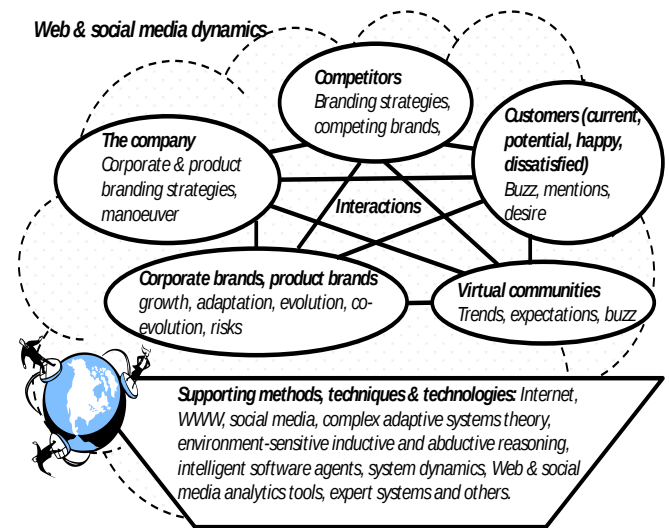 Web & social media dynamics
Competitors
Branding strategies,
competing brands,
Customers (current,
potential, happy,
dissatisfied)
Buzz, mentions,
desire
The company
Corporate & product
branding strategies,
manoeuver
Interactions
Corporate brands, product brands
growth, adaptation, evolution, co-
evolution, risks
Virtual communities
Trends, expectations, buzz
Supporting methods, techniques & technologies: Internet,
WWW, social media, complex adaptive systems theory,
environment-sensitive inductive and abductive reasoning,
intelligent software agents, system dynamics, Web & social
media analytics tools, expert systems and others.